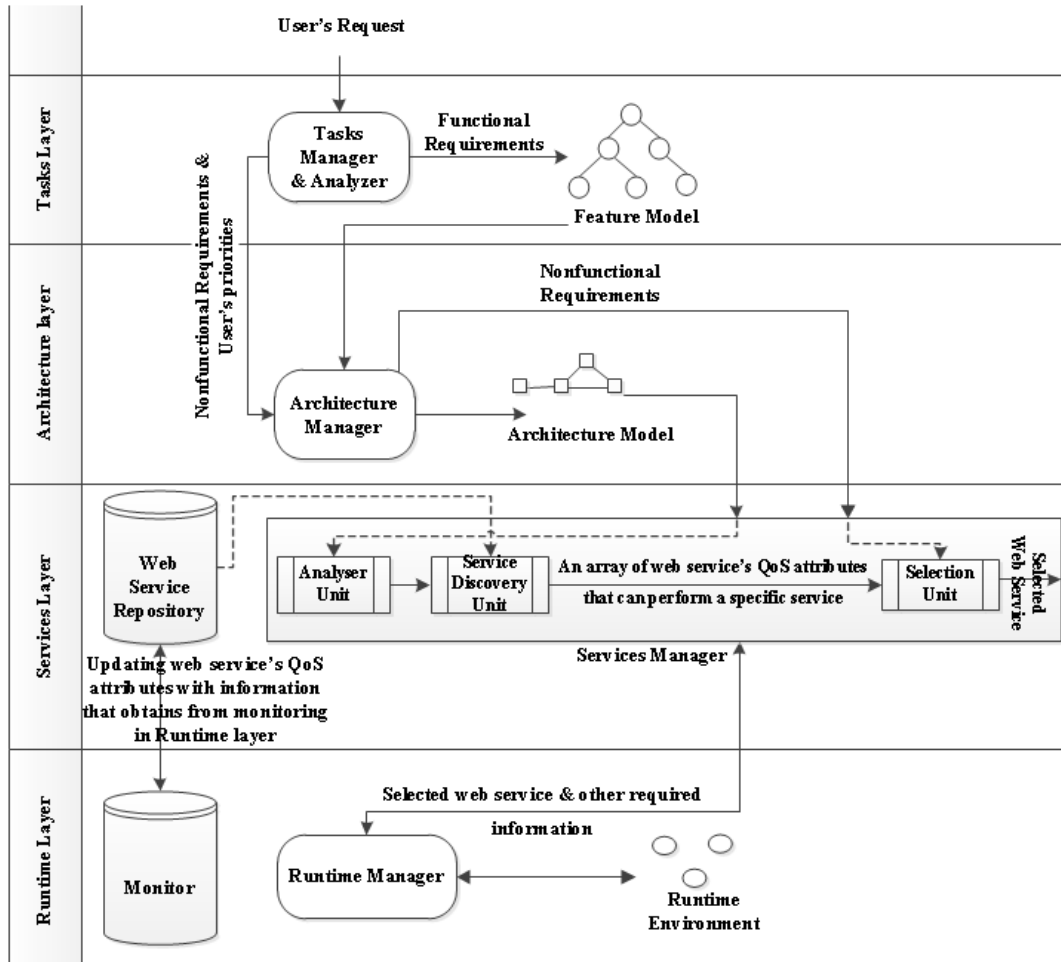 User's Request
Tasks Layer
Tasks
Manager
& Analyzer
Functional
Requirements
Feature Model
Nonfunctional Requirements &
User's priorities
Architecture layer
Nonfunctional
Requirements
Architecture
Manager
Architecture Model
Services Layer
Web
Service
Repository
Analyser
Unit
Service
Discovery
Unit
An array of web service's QoS attributes
that can perform a specific service
Selection
Unit
Selected
Web Service
Services Manager
Updating web service's QoS
attributes with information
that obtains from monitoring
in Runtime layer
Runtime Layer
Monitor
Selected web service & other required
information
Runtime Manager
Runtime
Environment